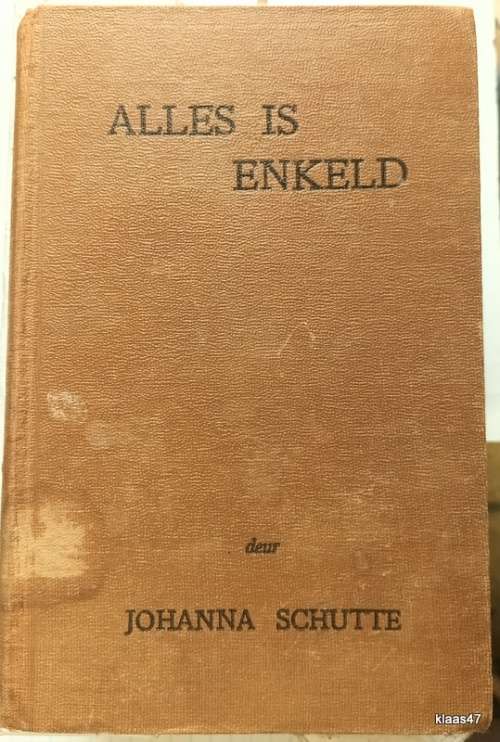 ALLES IS
ENKELD
deur
JOHANNA SCHUTTE
klaas47